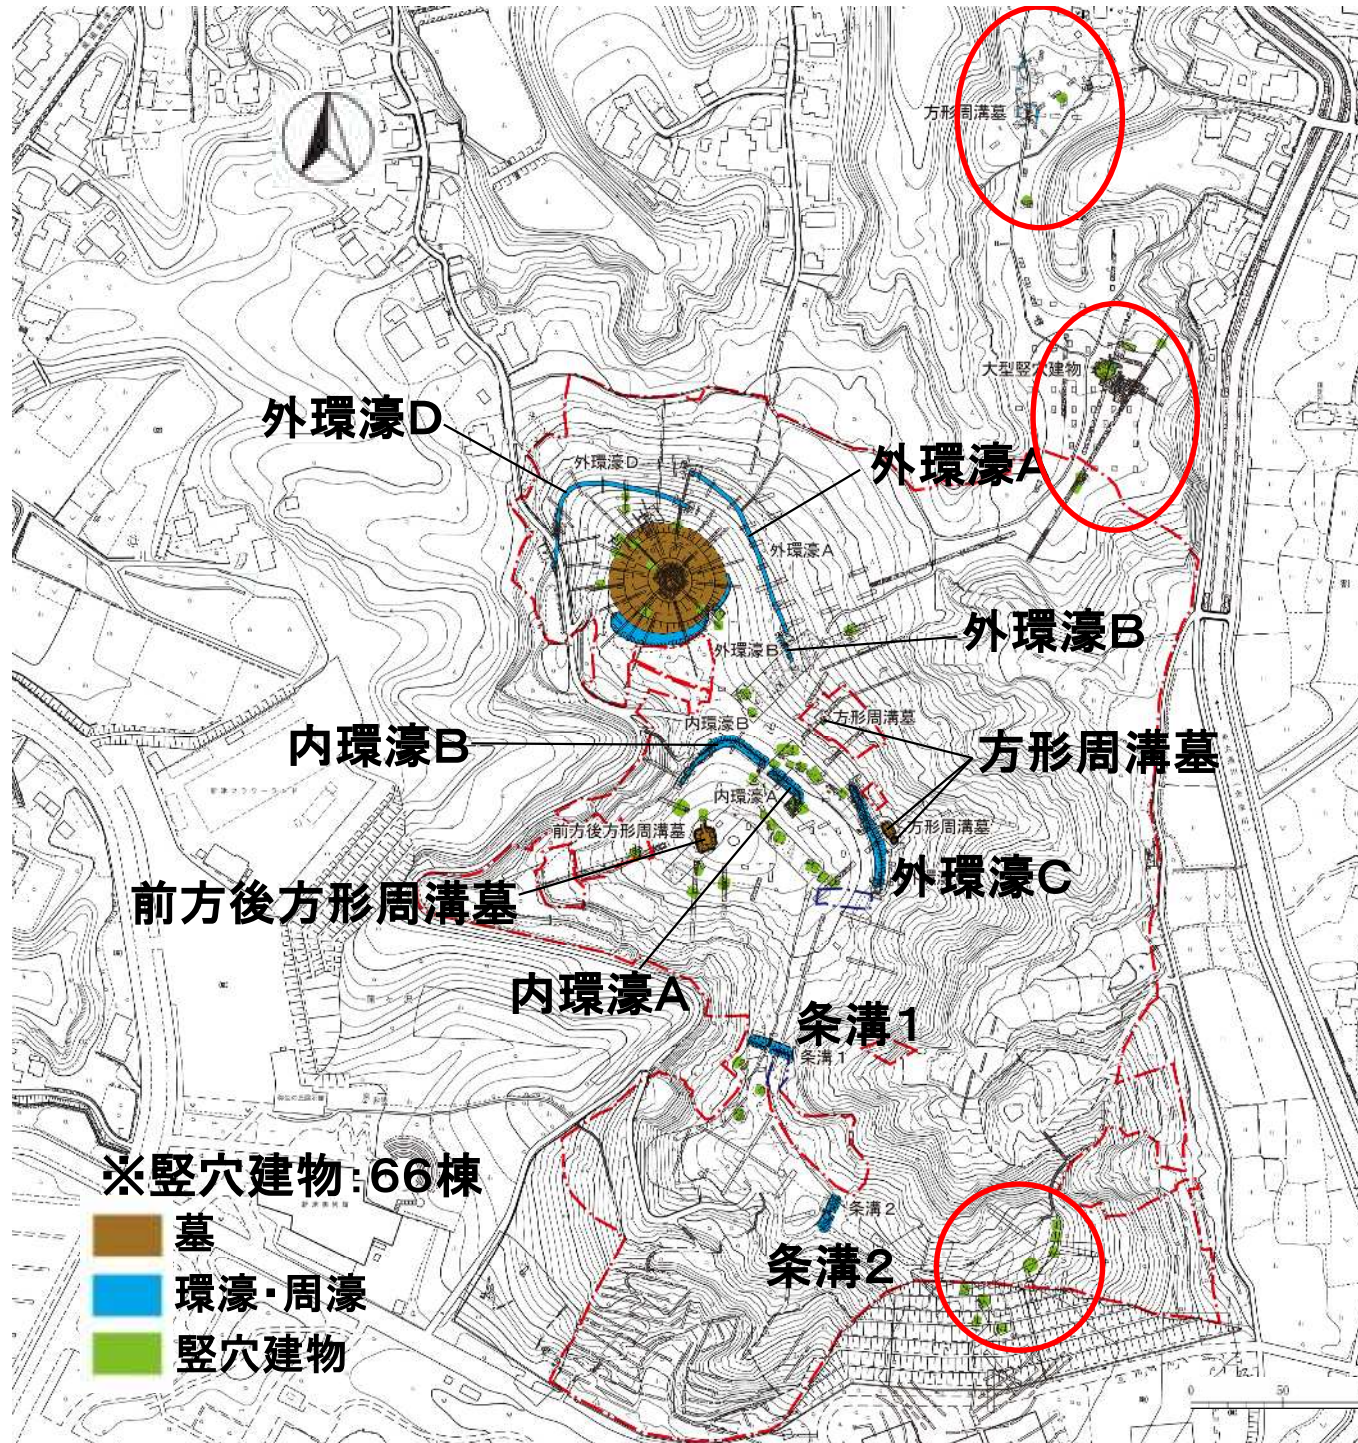 方形周溝墓
大型竪穴建物
外環濠D
外環濠D
外環濠A
外環濠A
外環濠B
外環濠B
方形周溝墓
内環濠B
内環濠B
方形周溝墓
内環濠A
前方後方形周溝墓
方形周溝墓
外環濠C
前方後方形周溝墓
内環濠A
条溝1
条溝1
※竪穴建物:66棟
条溝2
条溝2
墓
環濠・周濠
竪穴建物
0 50